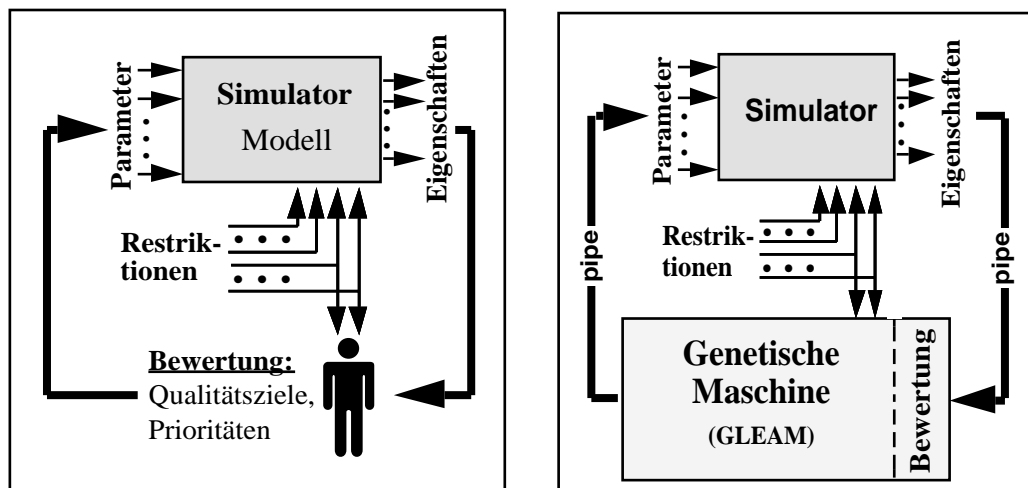 Parameter
Simulator
Modell
Eigenschaften
Restrik-
tionen
Bewertung:
Qualitätsziele,
Prioritäten
Parameter
Simulator
Eigenschaften
Restrik-
tionen
pipe
pipe
Genetische
Maschine
(GLEAM)
Bewertung